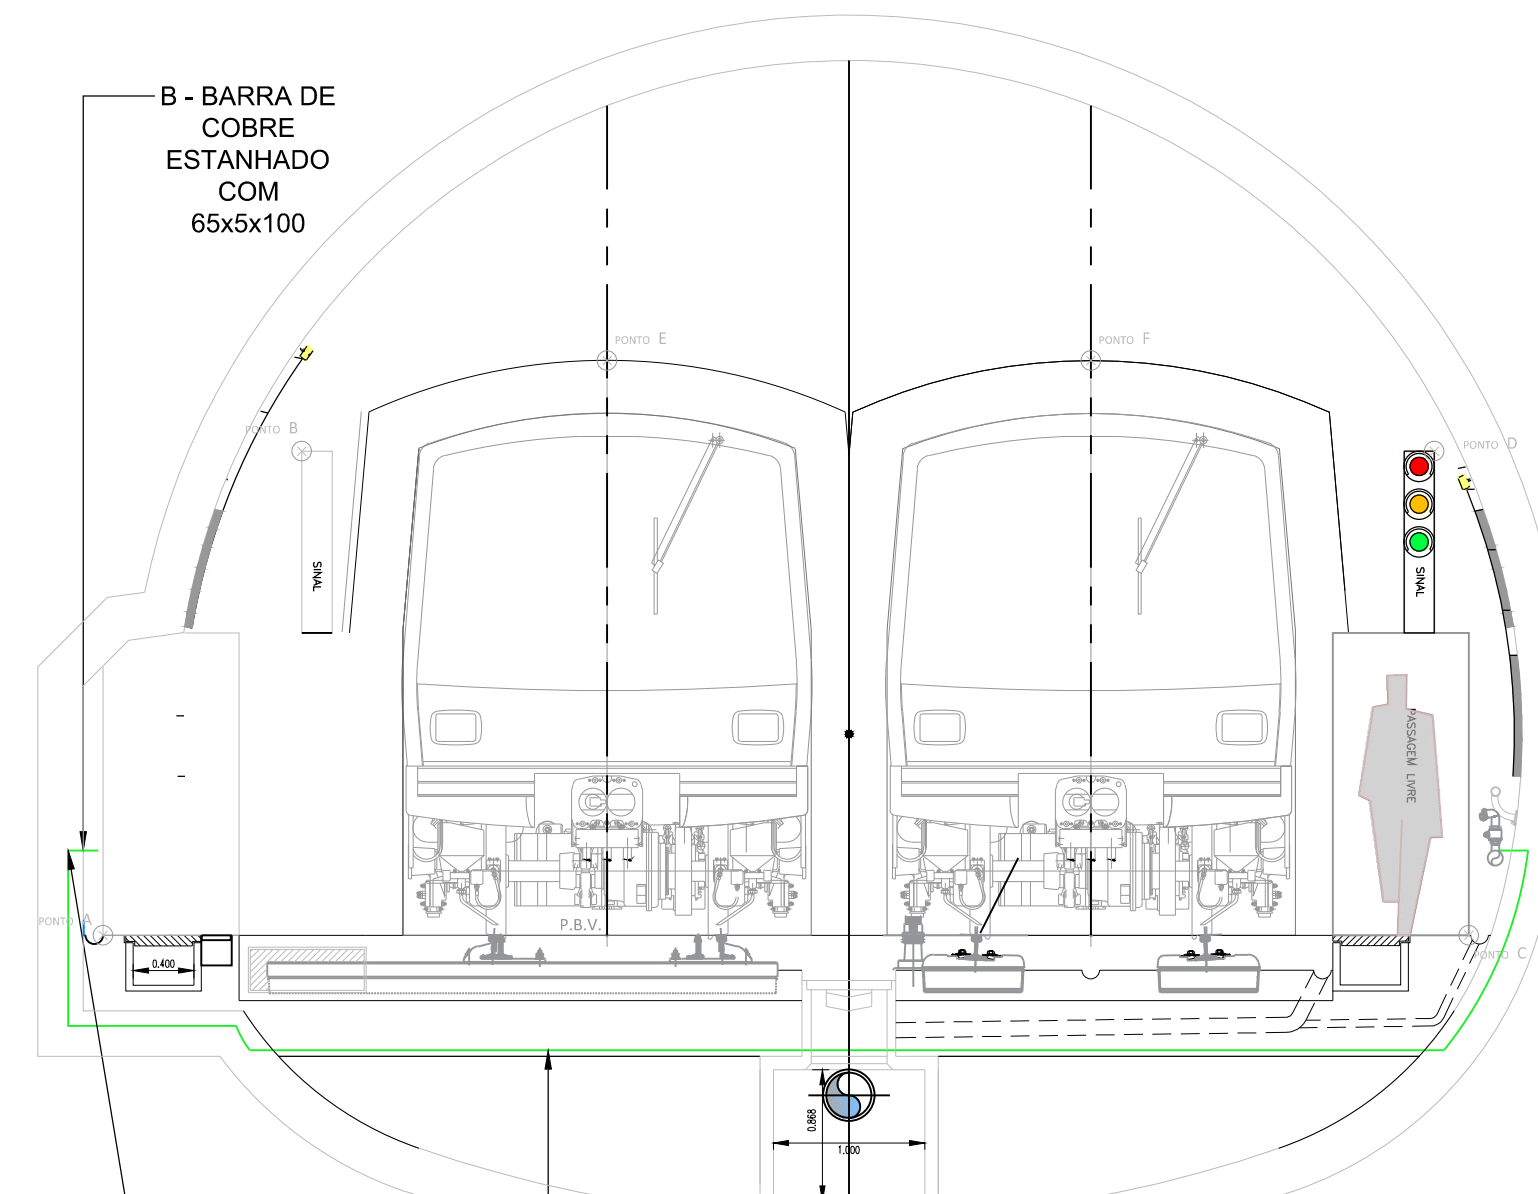 B - BARRA DE
COBRE
ESTANHADO
COM
65x5x100
PONTO E
PONTO F
PONTO B
PONTO D
SINAL
SINAL
PASSAGEM LIVRE
PONTO A
P.B.V.
PONTO C
0.400
0.868
1.000